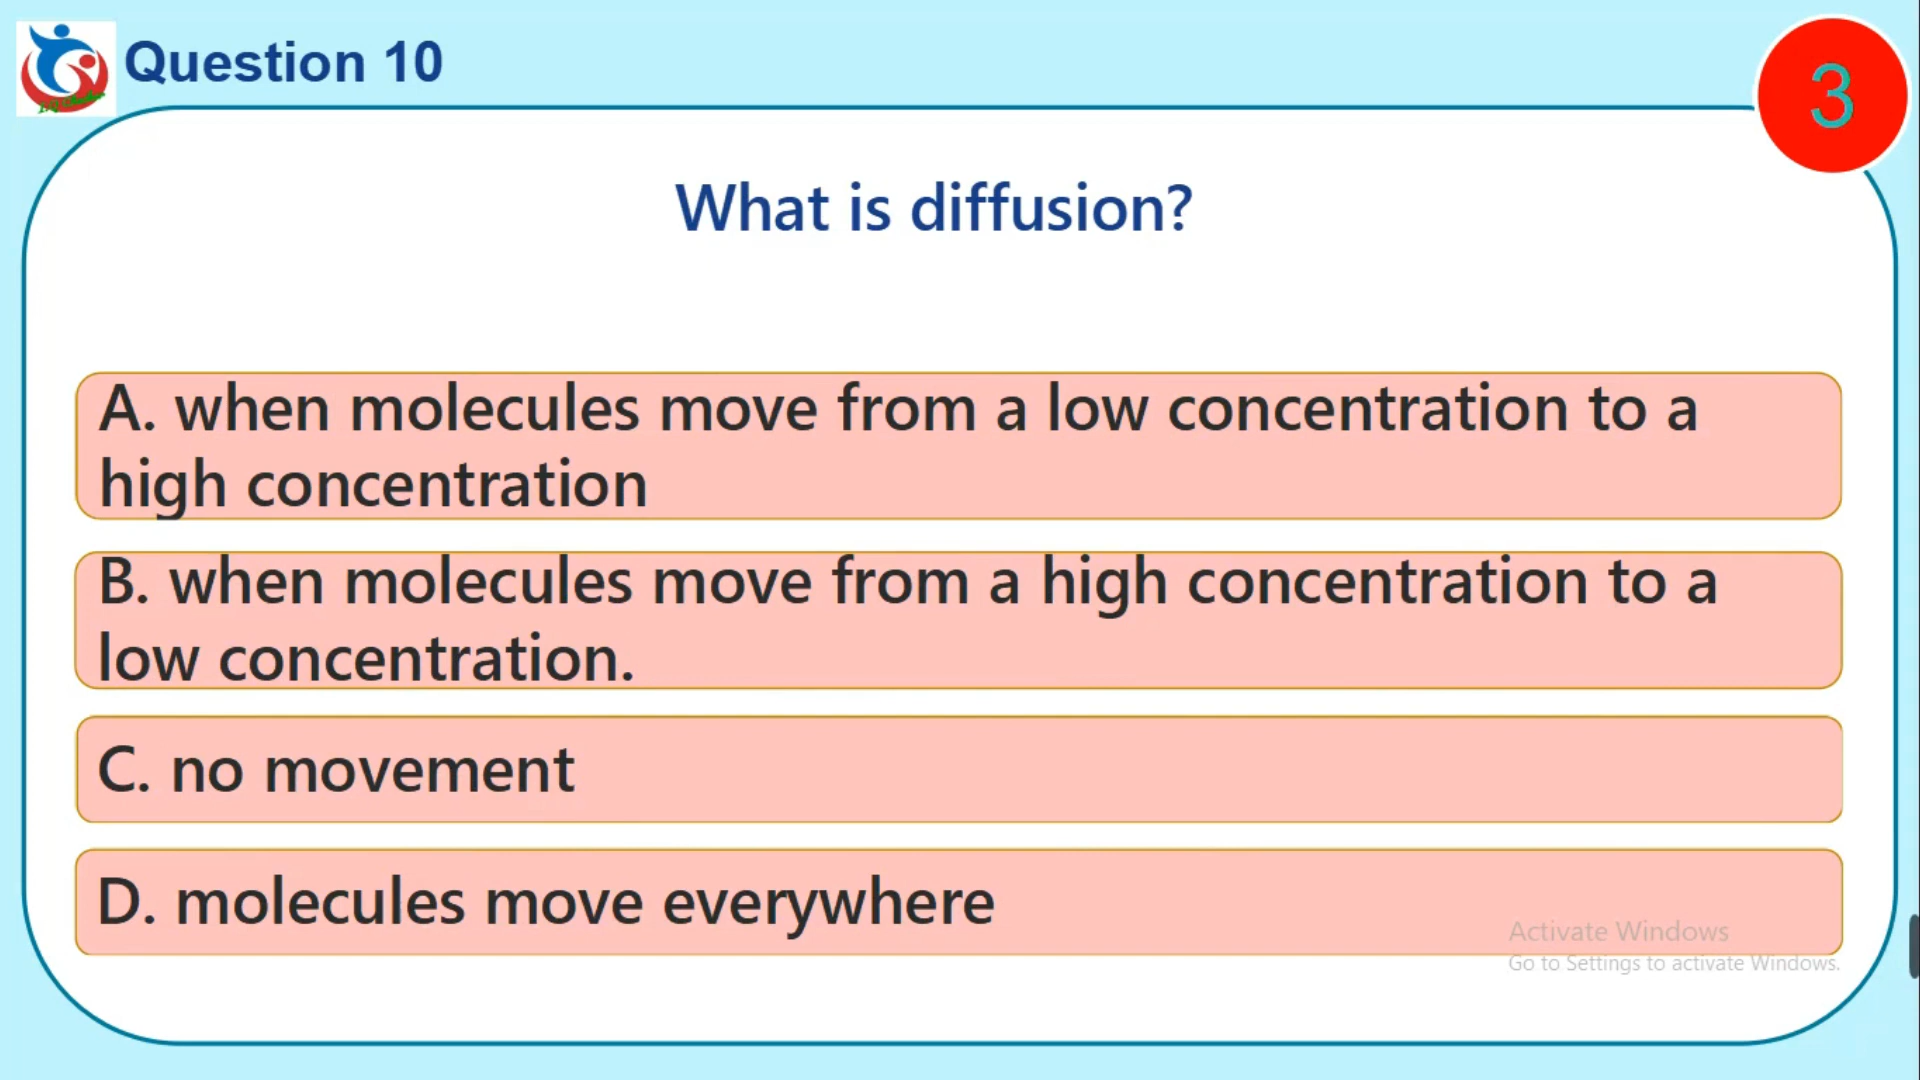 Question 10
3
What is diffusion?
A. when molecules move from a low concentration to a
high concentration
B. when molecules move from a high concentration to a
low concentration.
C. no movement
D. molecules move everywhere
Activate Windows
Go to Settings to activate Windows.